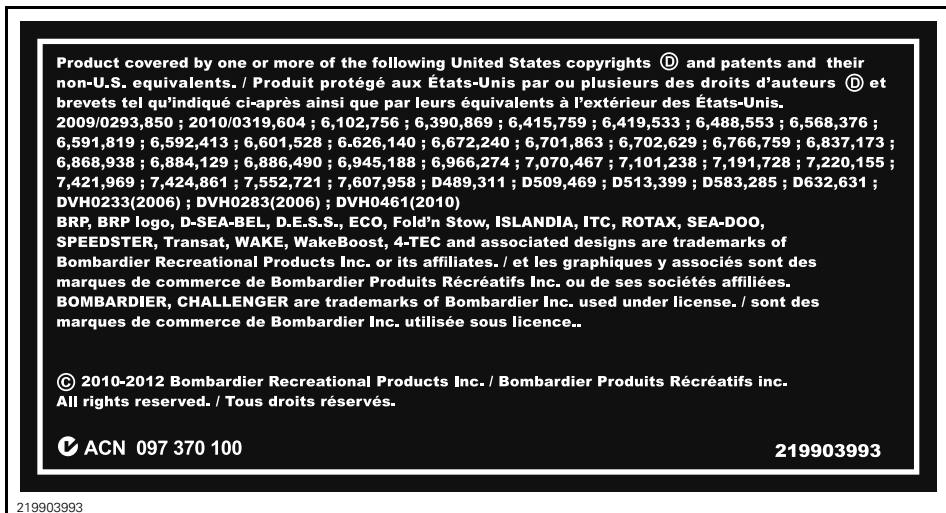 Product covered by one or more of the following United States copyrights Ⓓ and patents and their
non-U.S. equivalents. / Produit protégé aux États-Unis par ou plusieurs des droits d'auteurs Ⓓ et
brevets tel qu'indiqué ci-après ainsi que par leurs équivalents à l'extérieur des États-Unis.
2009/0293,850 ; 2010/0319,604 ; 6,102,756 ; 6,390,869 ; 6,415,759 ; 6,419,533 ; 6,488,553 ; 6,568,376 ;
6,591,819 ; 6,592,413 ; 6,601,528 ; 6.626,140 ; 6,672,240 ; 6,701,863 ; 6,702,629 ; 6,766,759 ; 6,837,173 ;
6,868,938 ; 6,884,129 ; 6,886,490 ; 6,945,188 ; 6,966,274 ; 7,070,467 ; 7,101,238 ; 7,191,728 ; 7,220,155 ;
7,421,969 ; 7,424,861 ; 7,552,721 ; 7,607,958 ; D489,311 ; D509,469 ; D513,399 ; D583,285 ; D632,631 ;
DVH0233(2006) ; DVH0283(2006) ; DVH0461(2010)
BRP, BRP logo, D-SEA-BEL, D.E.S.S., ECO, Fold'n Stow, ISLANDIA, ITC, ROTAX, SEA-DOO,
SPEEDSTER, Transat, WAKE, WakeBoost, 4-TEC and associated designs are trademarks of
Bombardier Recreational Products Inc. or its affiliates. / et les graphiques y associés sont des
marques de commerce de Bombardier Produits Récréatifs Inc. ou de ses sociétés affiliées.
BOMBARDIER, CHALLENGER are trademarks of Bombardier Inc. used under license. / sont des
marques de commerce de Bombardier Inc. utilisée sous licence..
© 2010-2012 Bombardier Recreational Products Inc. / Bombardier Produits Récréatifs inc.
All rights reserved. / Tous droits réservés.
ACN 097 370 100
219903993
219903993